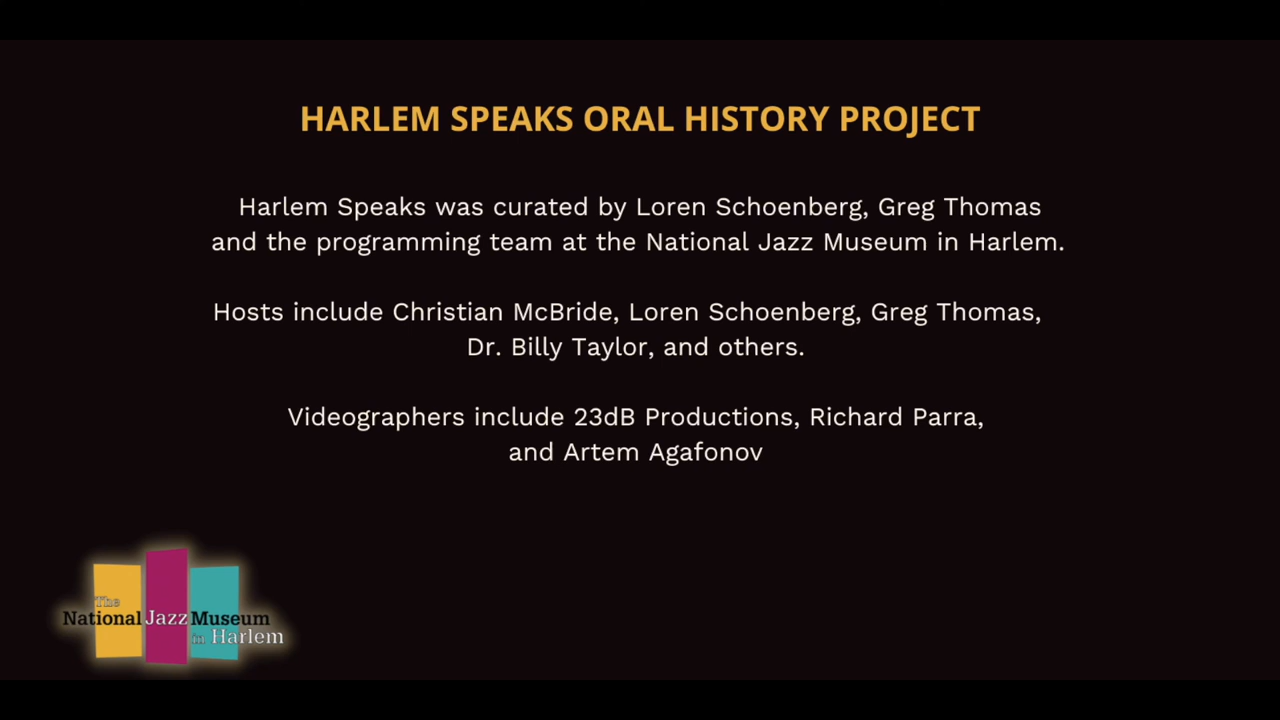 HARLEM SPEAKS ORAL HISTORY PROJECT
Harlem Speaks was curated by Loren Schoenberg, Greg Thomas
and the programming team at the National Jazz Museum in Harlem.
Hosts include Christian McBride, Loren Schoenberg, Greg Thomas,
Dr. Billy Taylor, and others.
Videographers include 23dB Productions, Richard Parra,
and Artem Agafonov
The
National Jazz Museum
in Harlem